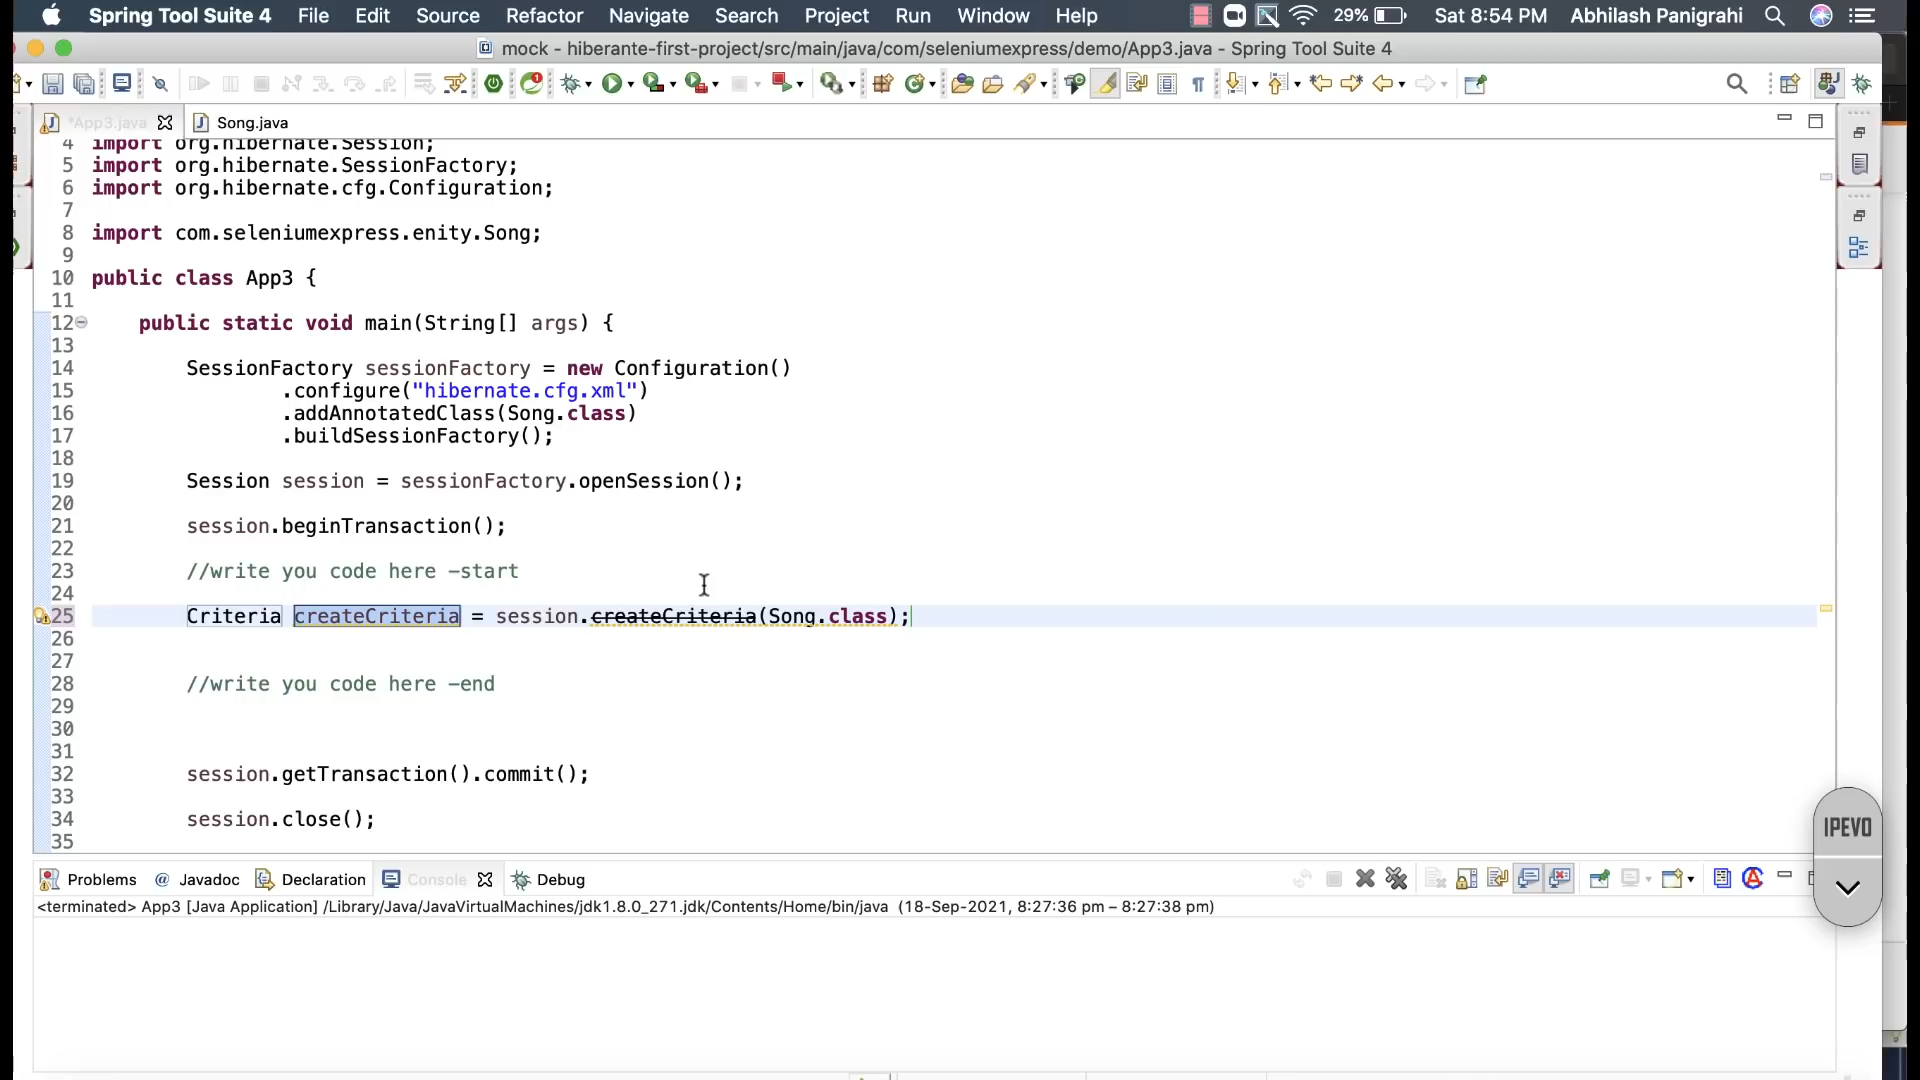 Spring Tool Suite 4 File Edit Source Refactor Navigate Search Project Run Window Help 29% Sat 8:54 PM Abhilash Panigrahi
mock - hiberante-first-project/src/main/java/com/seleniumexpress/demo/App3.java - Spring Tool Suite 4
*App3.java Song.java
4 import org.hibernate.Session;
5 import org.hibernate.SessionFactory;
6 import org.hibernate.cfg.Configuration;
7
8 import com.seleniumexpress.enity.Song;
9
10 public class App3 {
11
12 public static void main(String[] args) {
13
14 SessionFactory sessionFactory = new Configuration()
15 .configure("hibernate.cfg.xml")
16 .addAnnotatedClass(Song.class)
17 .buildSessionFactory();
18
19 Session session = sessionFactory.openSession();
20
21 session.beginTransaction();
22
23 //write you code here -start
24
25 Criteria createCriteria = session.createCriteria(Song.class);
26
27
28 //write you code here -end
29
30
31
32 session.getTransaction().commit();
33
34 session.close();
35
IPEVO
Problems @ Javadoc Declaration Console Debug
<terminated> App3 [Java Application] /Library/Java/JavaVirtualMachines/jdk1.8.0_271.jdk/Contents/Home/bin/java (18-Sep-2021, 8:27:36 pm – 8:27:38 pm)